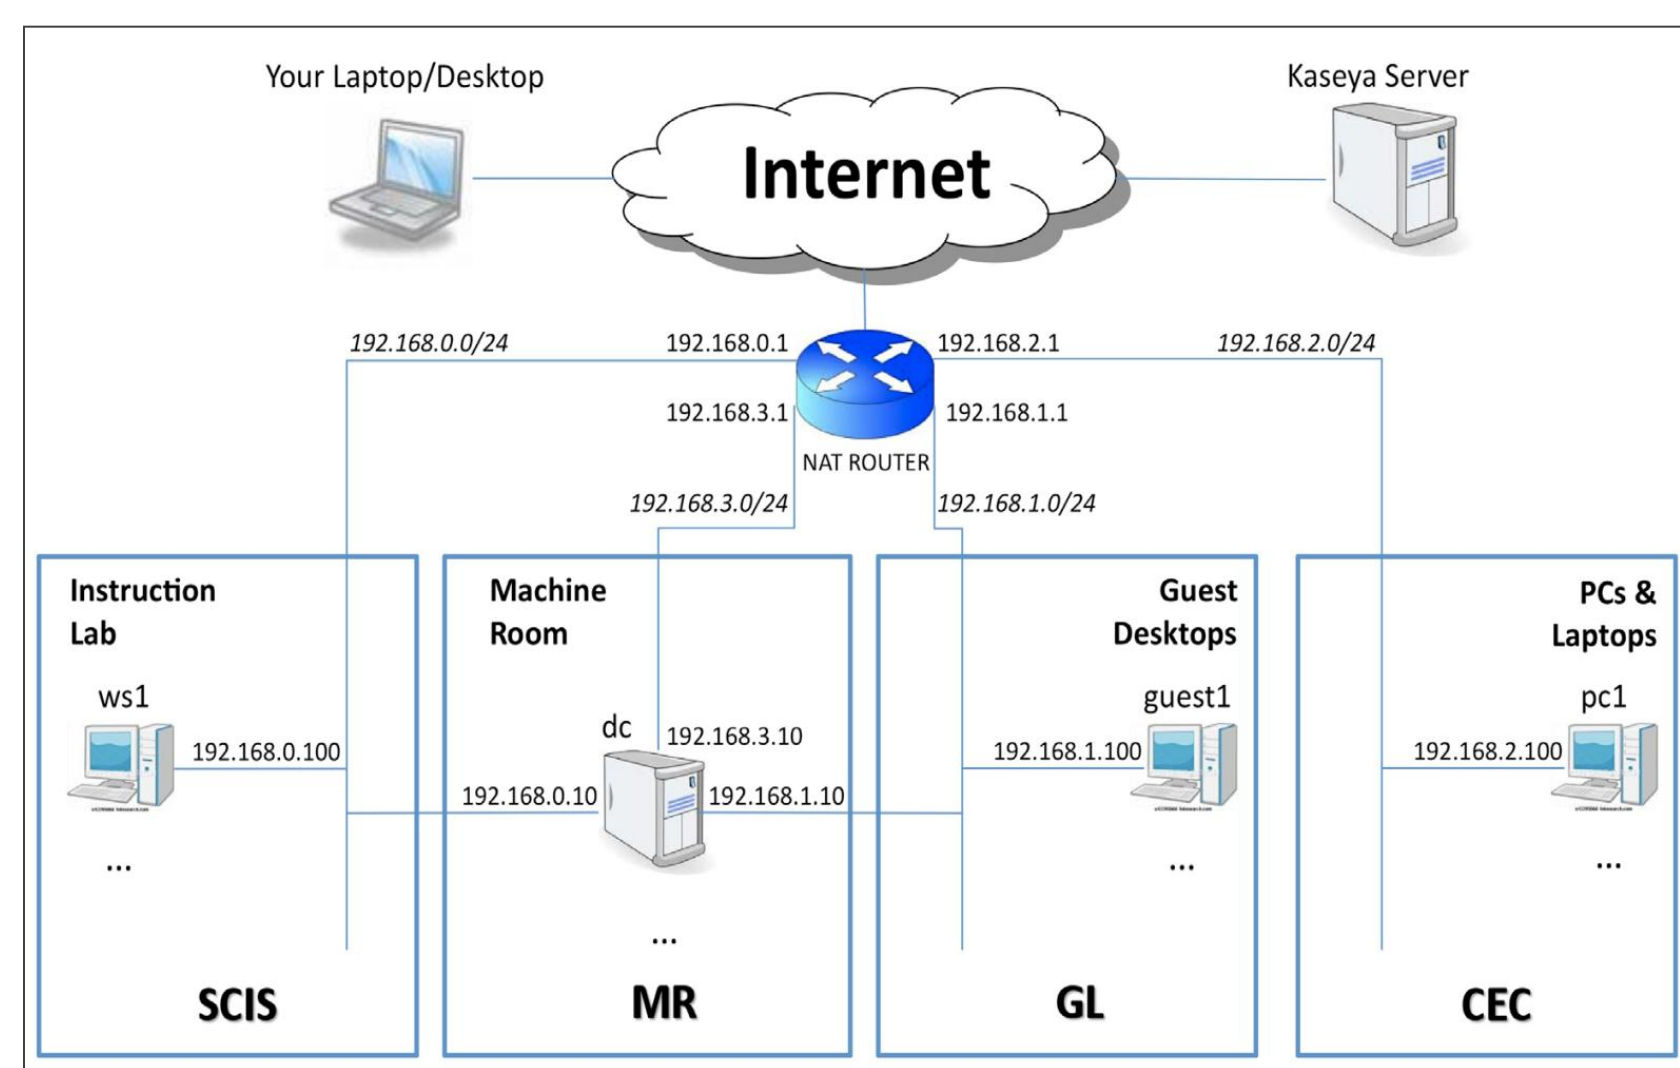 Your Laptop/Desktop
Kaseya Server
Internet
192.168.0.0/24
192.168.0.1
192.168.2.1
192.168.2.0/24
192.168.3.1
192.168.1.1
NAT ROUTER
192.168.3.0/24
192.168.1.0/24
Instruction
Lab
ws1
192.168.0.100
...
SCIS
Machine
Room
dc
192.168.3.10
192.168.0.10
192.168.1.10
...
MR
Guest
Desktops
guest1
192.168.1.100
...
GL
PCs &
Laptops
pc1
192.168.2.100
...
CEC